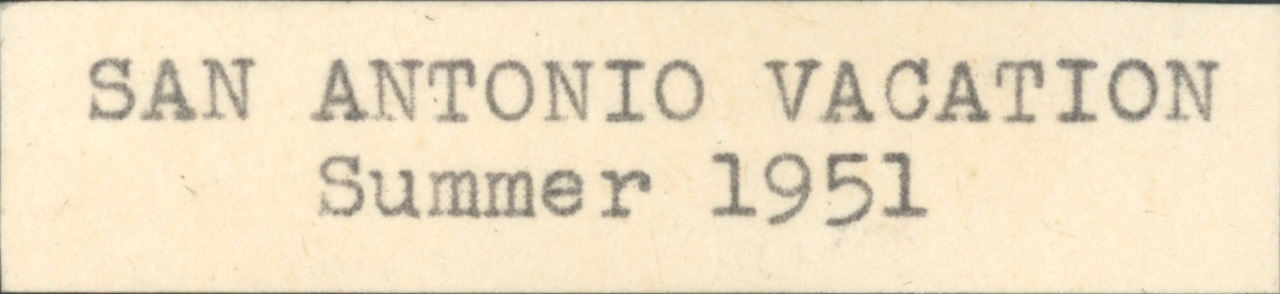 SAN ANTONIO VACATION
Summer 1951